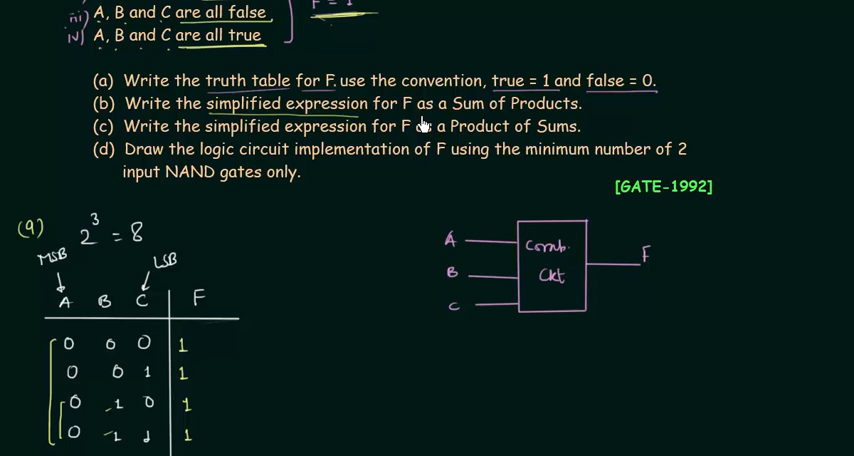 iii) A, B and C are all false
F = 1
iv) A, B and C are all true
(a) Write the truth table for F. use the convention, true = 1 and false = 0.
(b) Write the simplified expression for F as a Sum of Products.
(c) Write the simplified expression for F as a Product of Sums.
(d) Draw the logic circuit implementation of F using the minimum number of 2
input NAND gates only.
[GATE-1992]
(9) 2^3 = 8
MSB LSB
A B C F
0 0 0 1
0 0 1 1
0 1 0 1
0 1 1 1
A
B
C
Comb.
Ckt
F